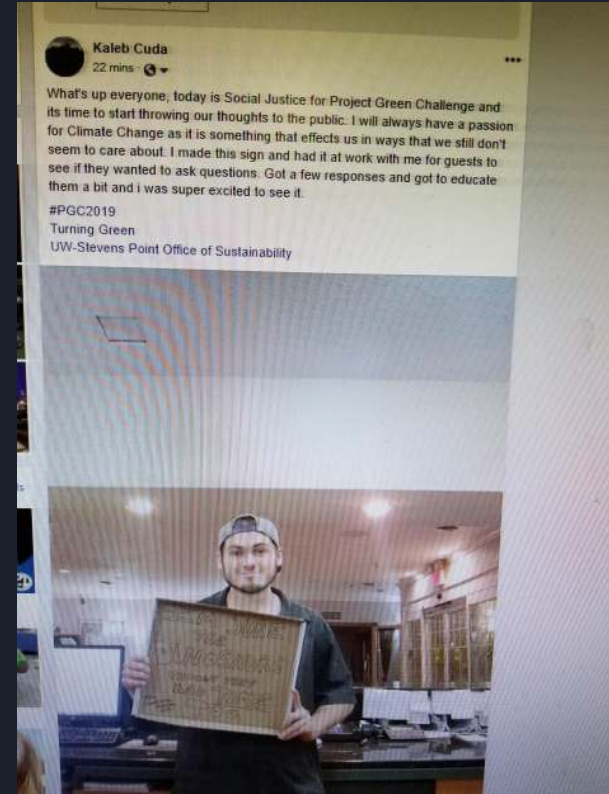 Kaleb Cuda
22 mins
What's up everyone, today is Social Justice for Project Green Challenge and
its time to start throwing our thoughts to the public. I will always have a passion
for Climate Change as it is something that effects us in ways that we still don't
seem to care about. I made this sign and had it at work with me for guests to
see if they wanted to ask questions. Got a few responses and got to educate
them a bit and i was super excited to see it.
#PGC2019
Turning Green
UW-Stevens Point Office of Sustainability
THE